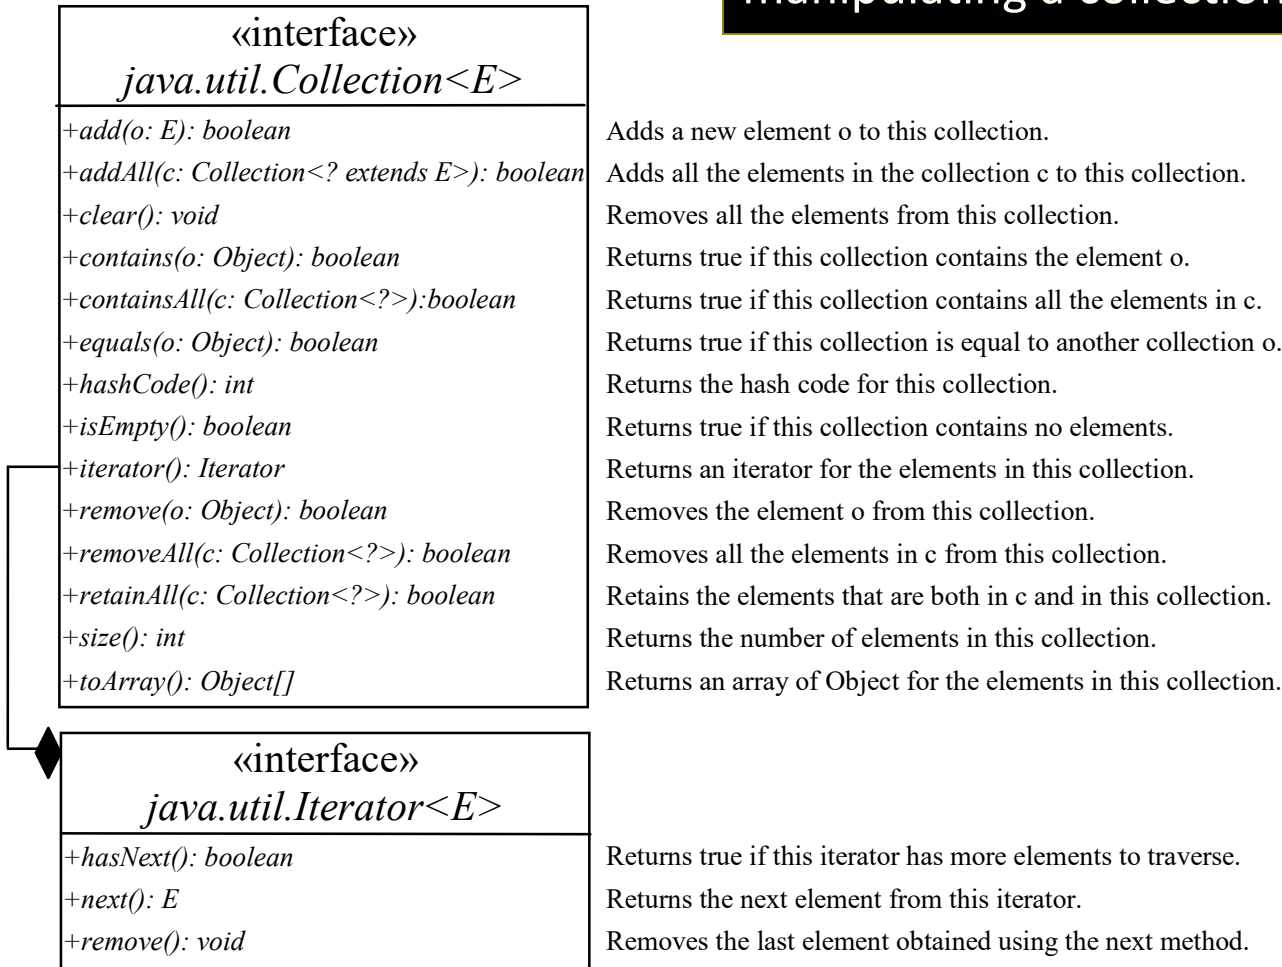 manipulating a collection
«interface»
java.util.Collection<E>
+add(o: E): boolean Adds a new element o to this collection.
+addAll(c: Collection<? extends E>): boolean Adds all the elements in the collection c to this collection.
+clear(): void Removes all the elements from this collection.
+contains(o: Object): boolean Returns true if this collection contains the element o.
+containsAll(c: Collection<?>):boolean Returns true if this collection contains all the elements in c.
+equals(o: Object): boolean Returns true if this collection is equal to another collection o.
+hashCode(): int Returns the hash code for this collection.
+isEmpty(): boolean Returns true if this collection contains no elements.
+iterator(): Iterator Returns an iterator for the elements in this collection.
+remove(o: Object): boolean Removes the element o from this collection.
+removeAll(c: Collection<?>): boolean Removes all the elements in c from this collection.
+retainAll(c: Collection<?>): boolean Retains the elements that are both in c and in this collection.
+size(): int Returns the number of elements in this collection.
+toArray(): Object[] Returns an array of Object for the elements in this collection.
«interface»
java.util.Iterator<E>
+hasNext(): boolean Returns true if this iterator has more elements to traverse.
+next(): E Returns the next element from this iterator.
+remove(): void Removes the last element obtained using the next method.